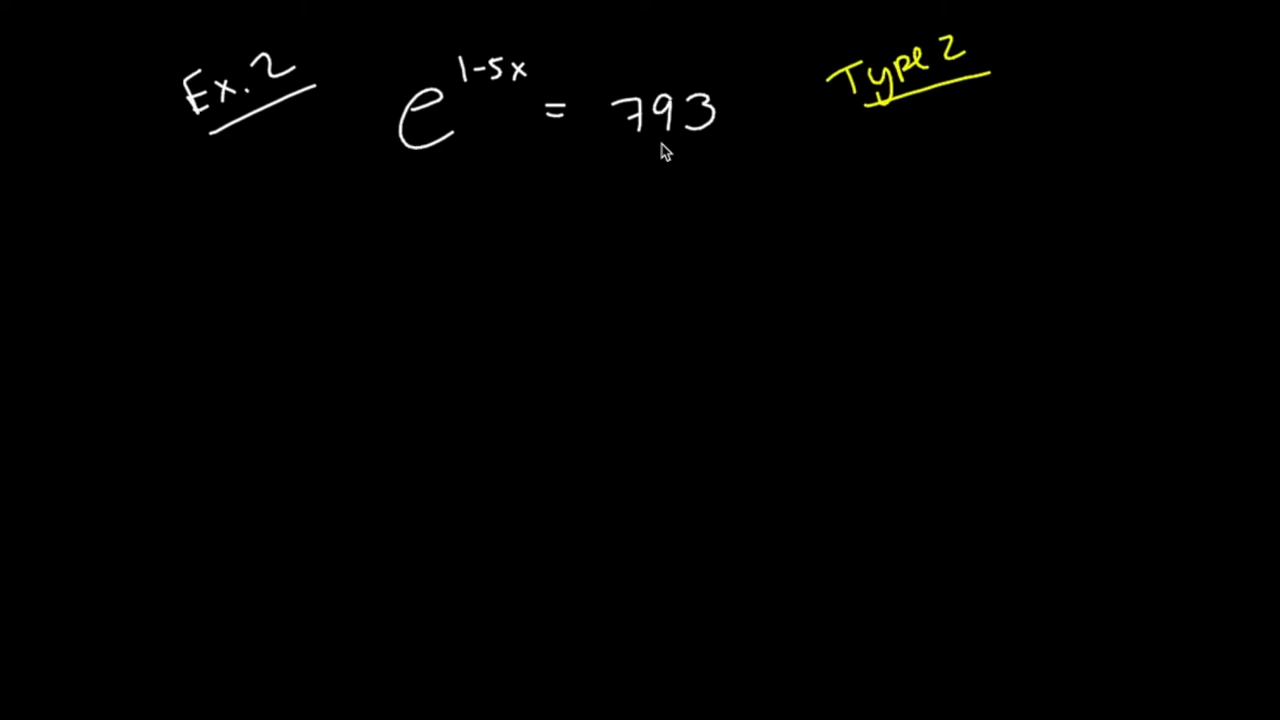 Ex. 2
e^{1-5x} = 793
Type 2